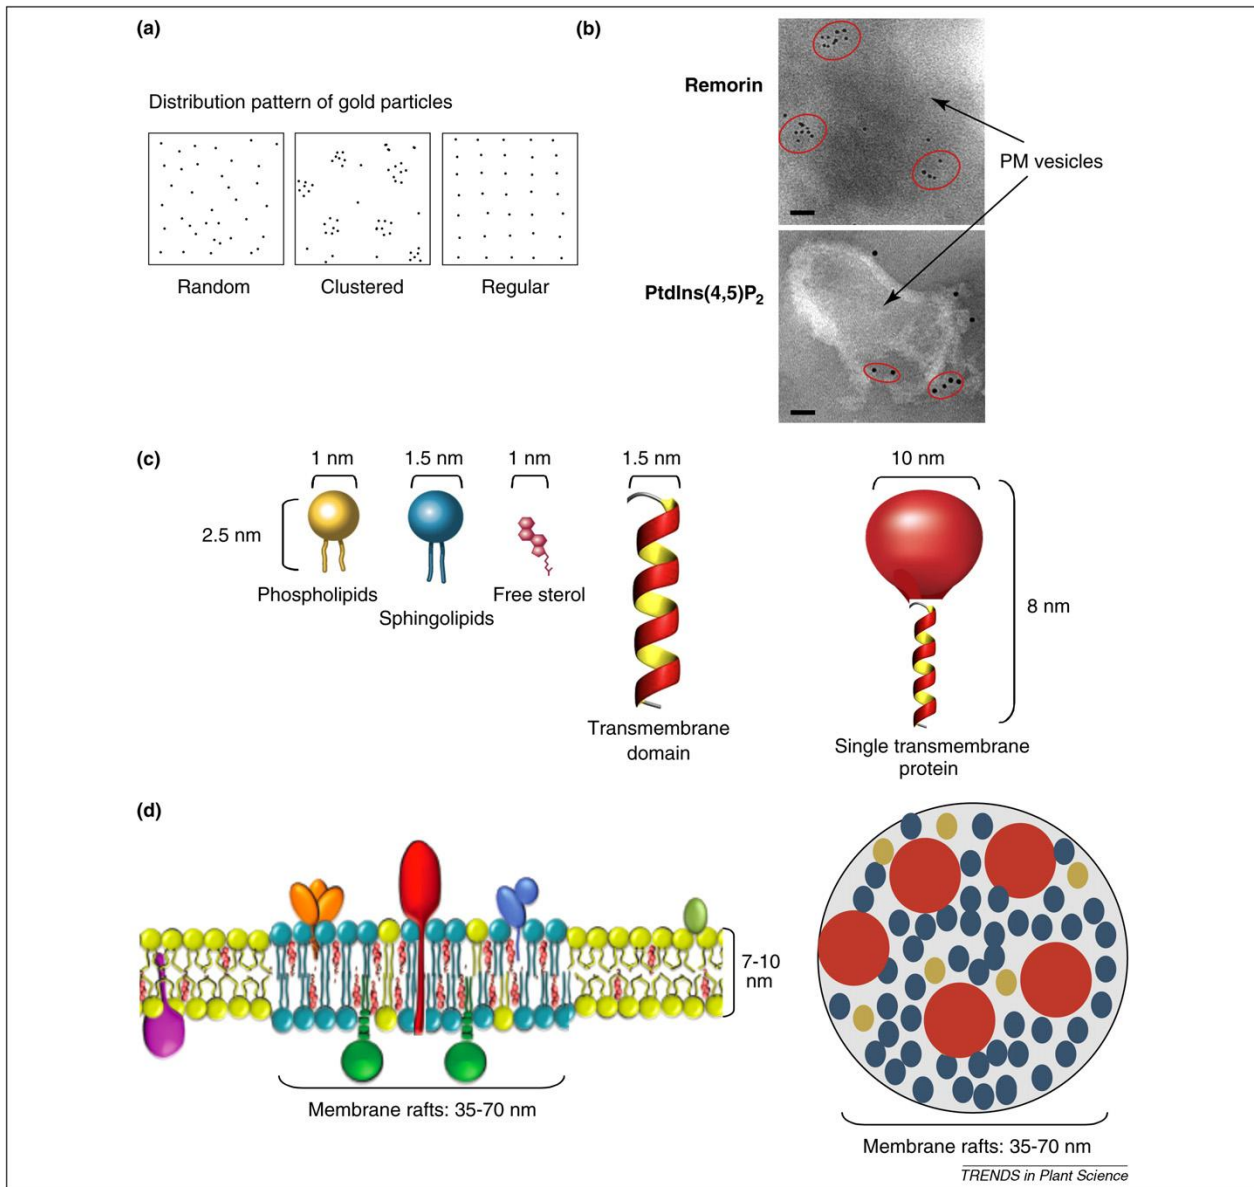 (a)
Distribution pattern of gold particles
Random
Clustered
Regular
(b)
Remorin
PM vesicles
PtdIns(4,5)P₂
(c)
1 nm
1.5 nm
1 nm
1.5 nm
10 nm
2.5 nm
Phospholipids
Sphingolipids
Free sterol
Transmembrane
domain
8 nm
Single transmembrane
protein
(d)
7-10
nm
Membrane rafts: 35-70 nm
Membrane rafts: 35-70 nm
TRENDS in Plant Science